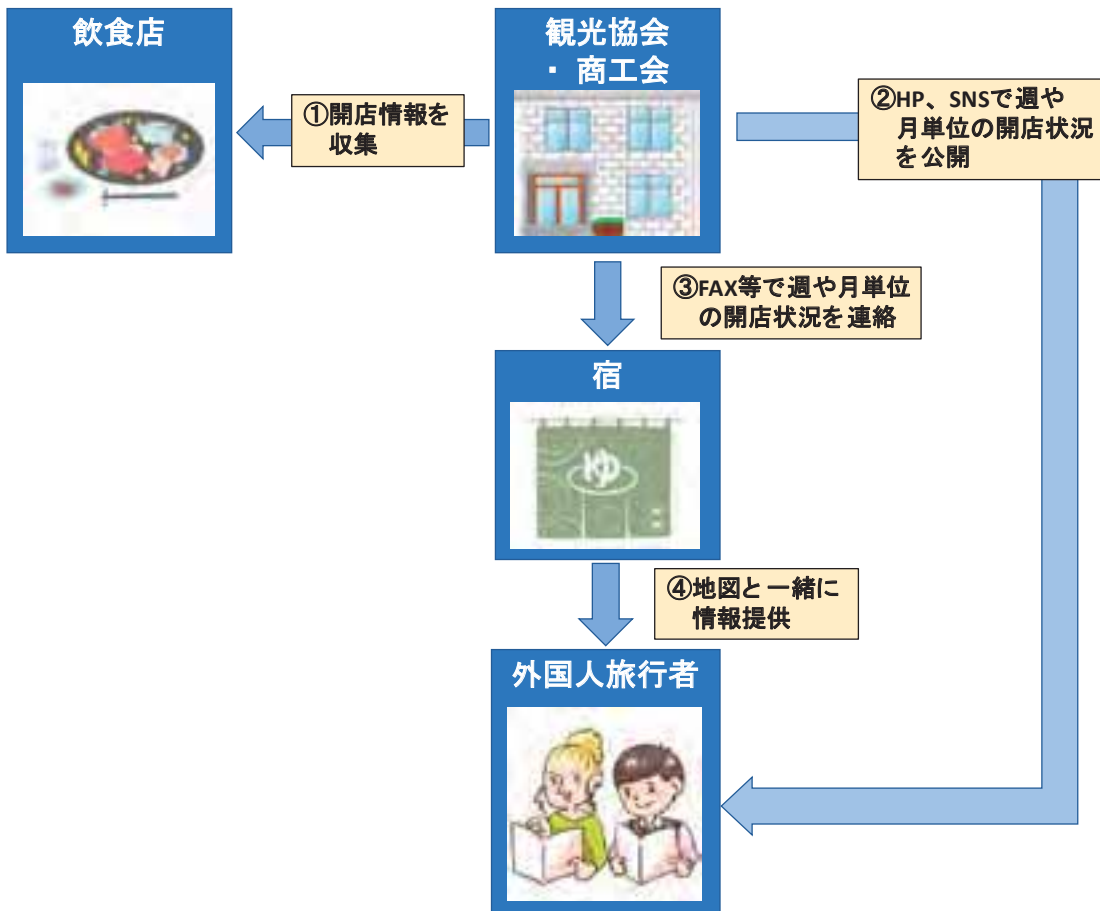 飲食店
観光協会
・ 商工会
①開店情報を
収集
②HP、SNSで週や
月単位の開店状況
を公開
③FAX等で週や月単位
の開店状況を連絡
宿
ゆ
④地図と一緒に
情報提供
外国人旅行者